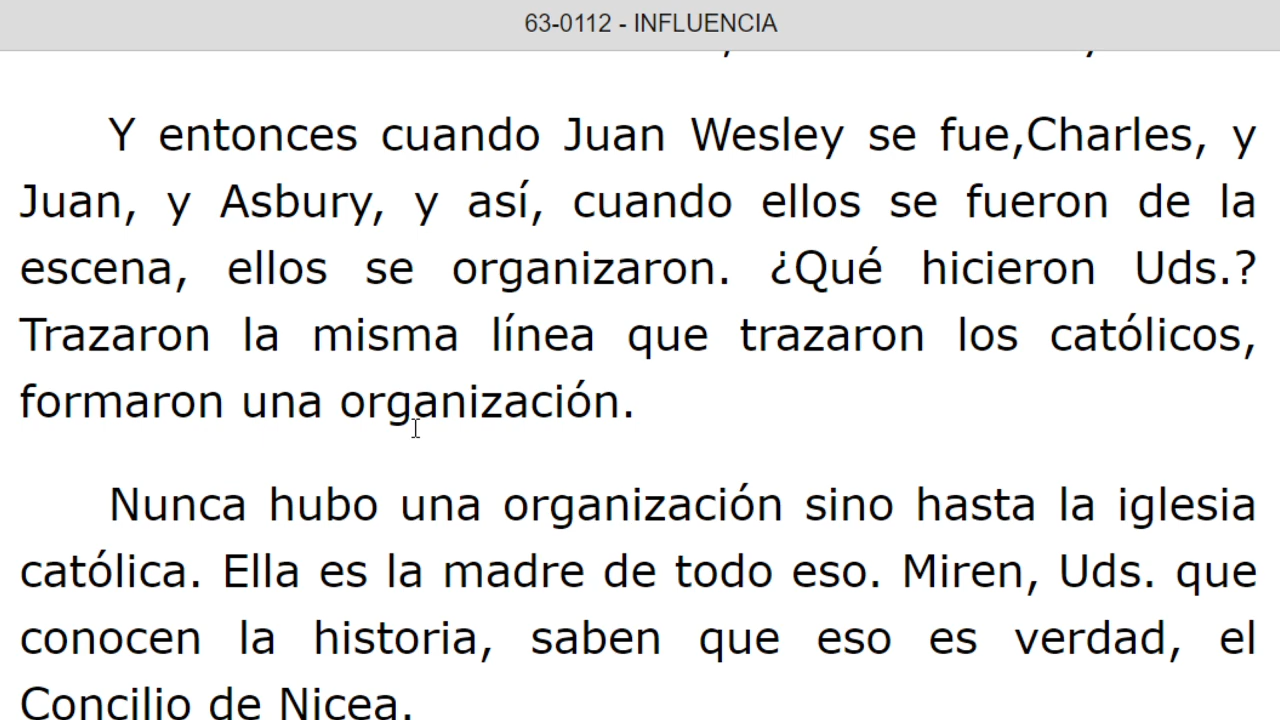 63-0112 - INFLUENCIA
Y entonces cuando Juan Wesley se fue,Charles, y
Juan, y Asbury, y así, cuando ellos se fueron de la
escena, ellos se organizaron. ¿Qué hicieron Uds.?
Trazaron la misma línea que trazaron los católicos,
formaron una organización.
Nunca hubo una organización sino hasta la iglesia
católica. Ella es la madre de todo eso. Miren, Uds. que
conocen la historia, saben que eso es verdad, el
Concilio de Nicea.